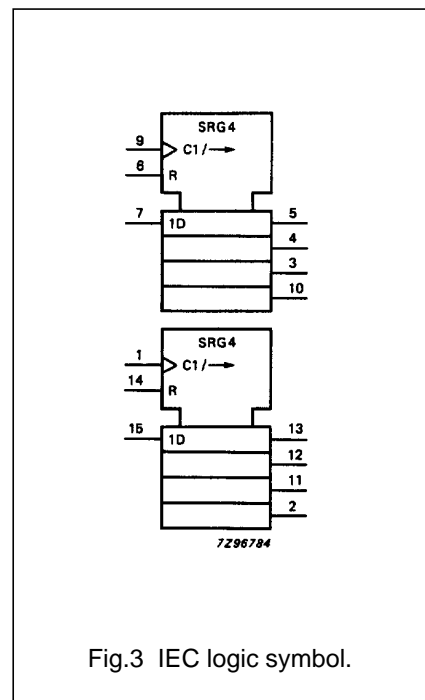 SRG4
9
C1/→
6
R
7
1D
5
4
3
10
SRG4
1
C1/→
14
R
15
1D
13
12
11
2
7Z96784
Fig.3 IEC logic symbol.